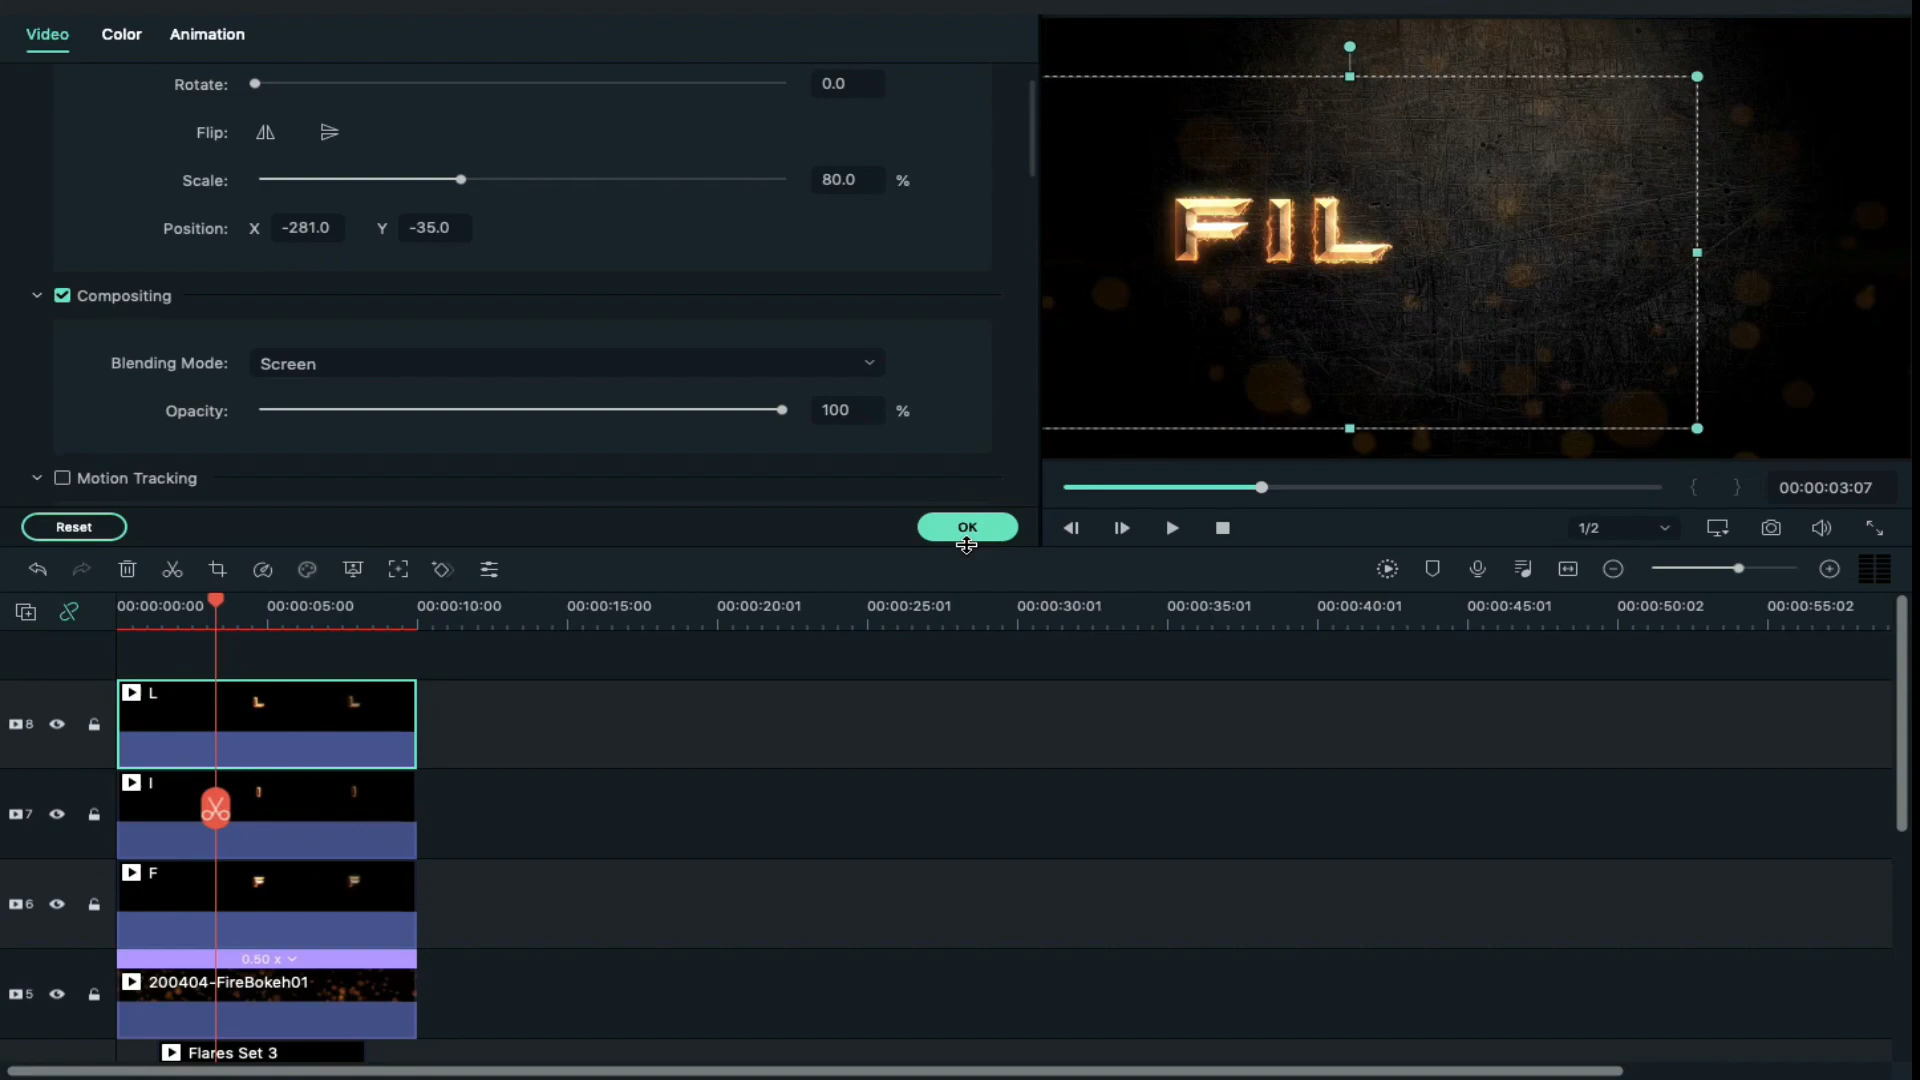 Video Color Animation
Rotate: 0.0
Flip:
Scale: 80.0 %
Position: X -281.0 Y -35.0
Compositing
Blending Mode: Screen
Opacity: 100 %
Motion Tracking
Reset OK
FIL
00:00:03:07
1/2
00:00:00:00 00:00:05:00 00:00:10:00 00:00:15:00 00:00:20:01 00:00:25:01 00:00:30:01 00:00:35:01 00:00:40:01 00:00:45:01 00:00:50:02 00:00:55:02
8 L
L L
7 I
I I
6 F
F F
0.50 x
5 200404-FireBokeh01
Flares Set 3